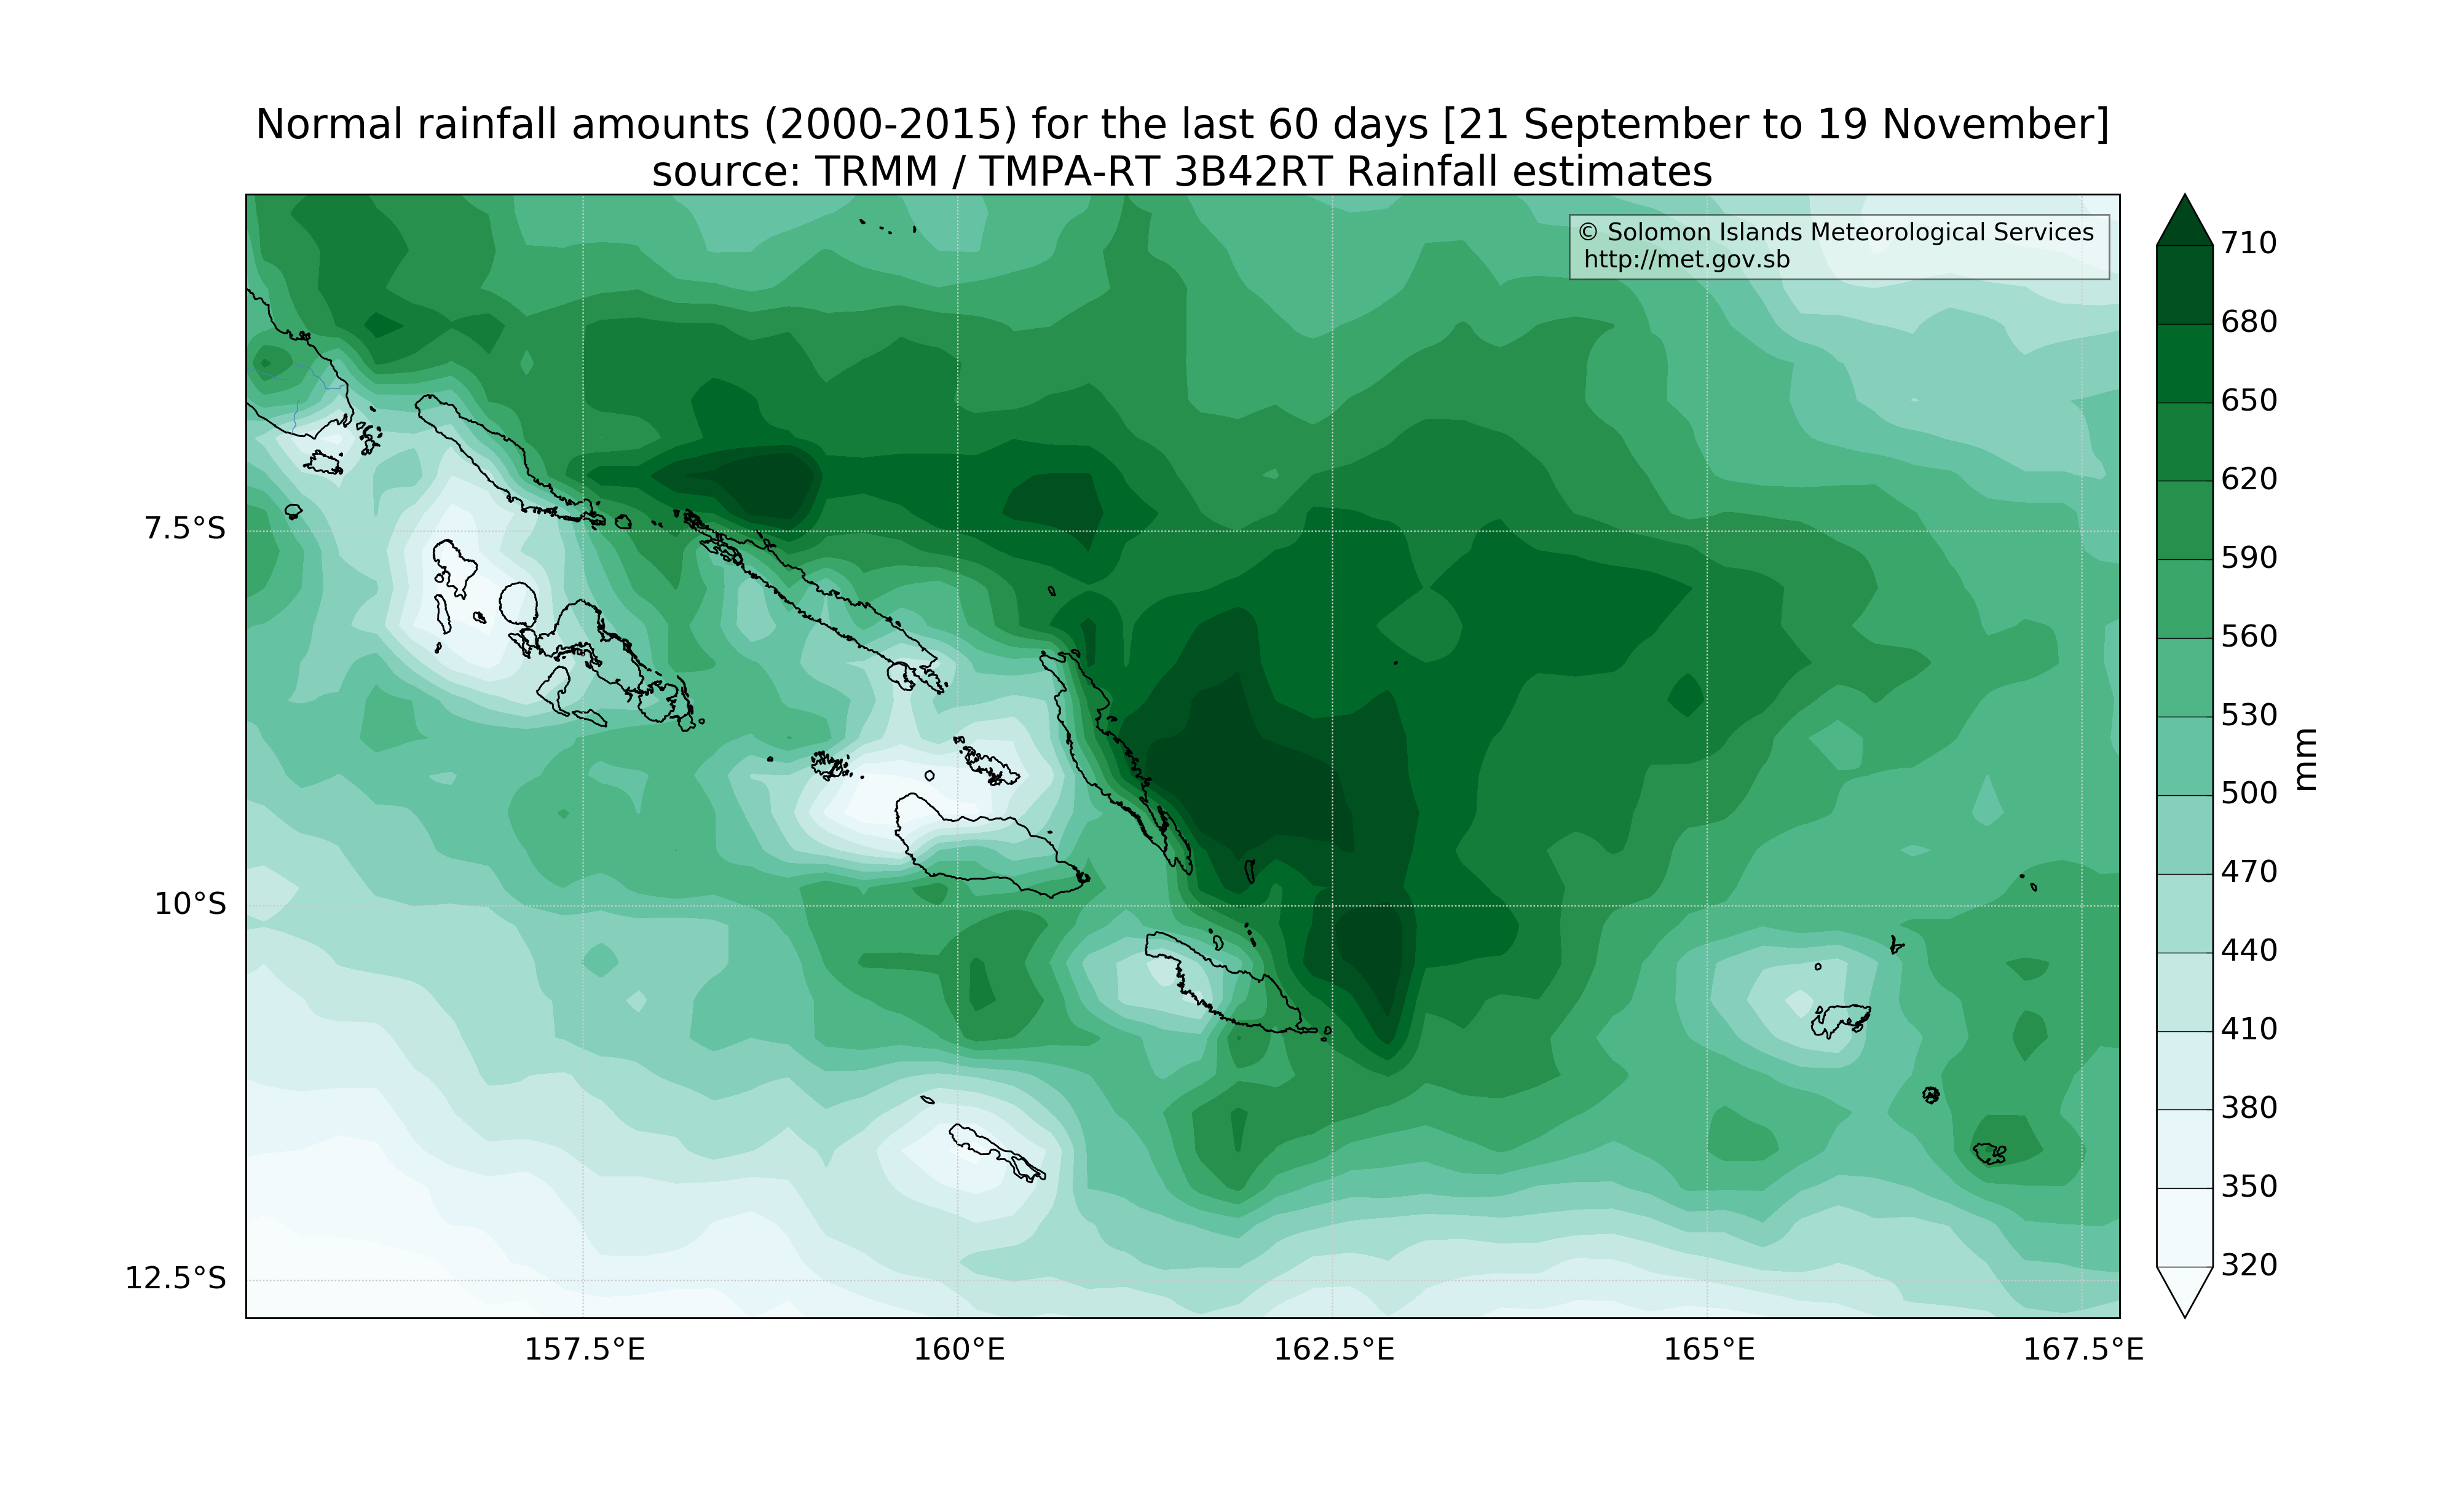 Normal rainfall amounts (2000-2015) for the last 60 days [21 September to 19 November]
source: TRMM / TMPA-RT 3B42RT Rainfall estimates
© Solomon Islands Meteorological Services
http://met.gov.sb
7.5°S
10°S
12.5°S
157.5°E
160°E
162.5°E
165°E
167.5°E
710
680
650
620
590
560
530
500
470
440
410
380
350
320
mm